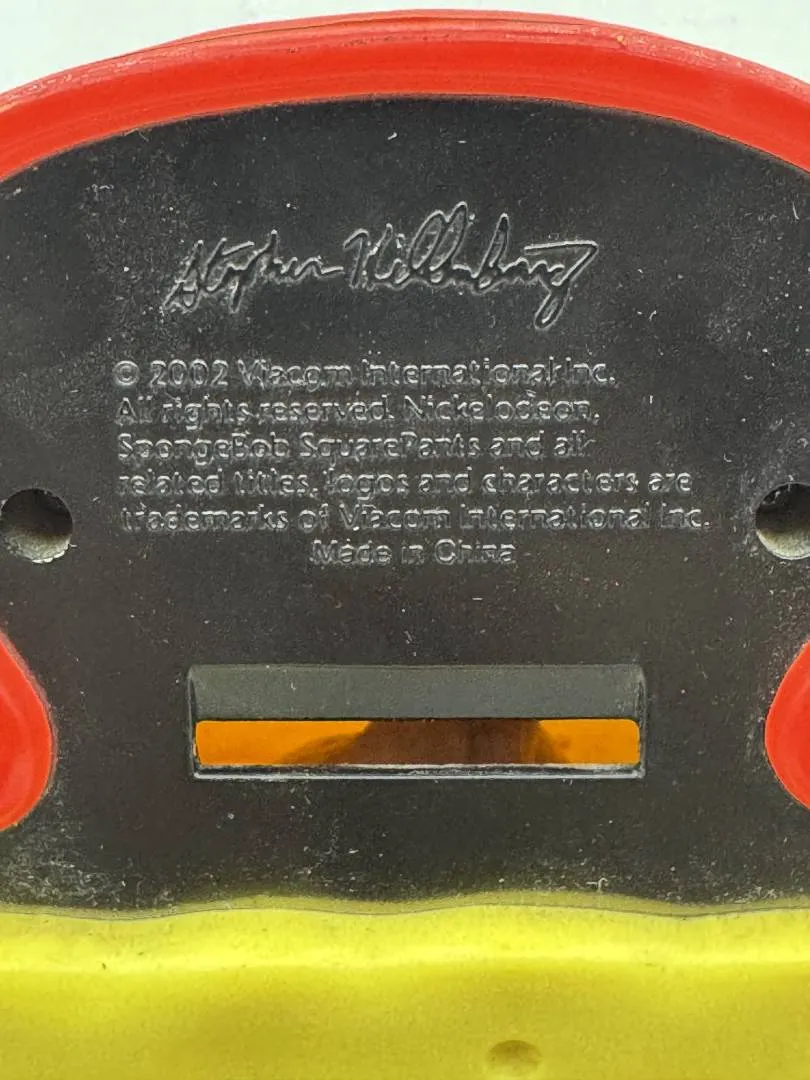 Stephen Hillenburg
© 2002 Viacom International Inc.
All rights reserved. Nickelodeon,
SpongeBob SquarePants and all
related titles, logos and characters are
trademarks of Viacom International Inc.
Made in China